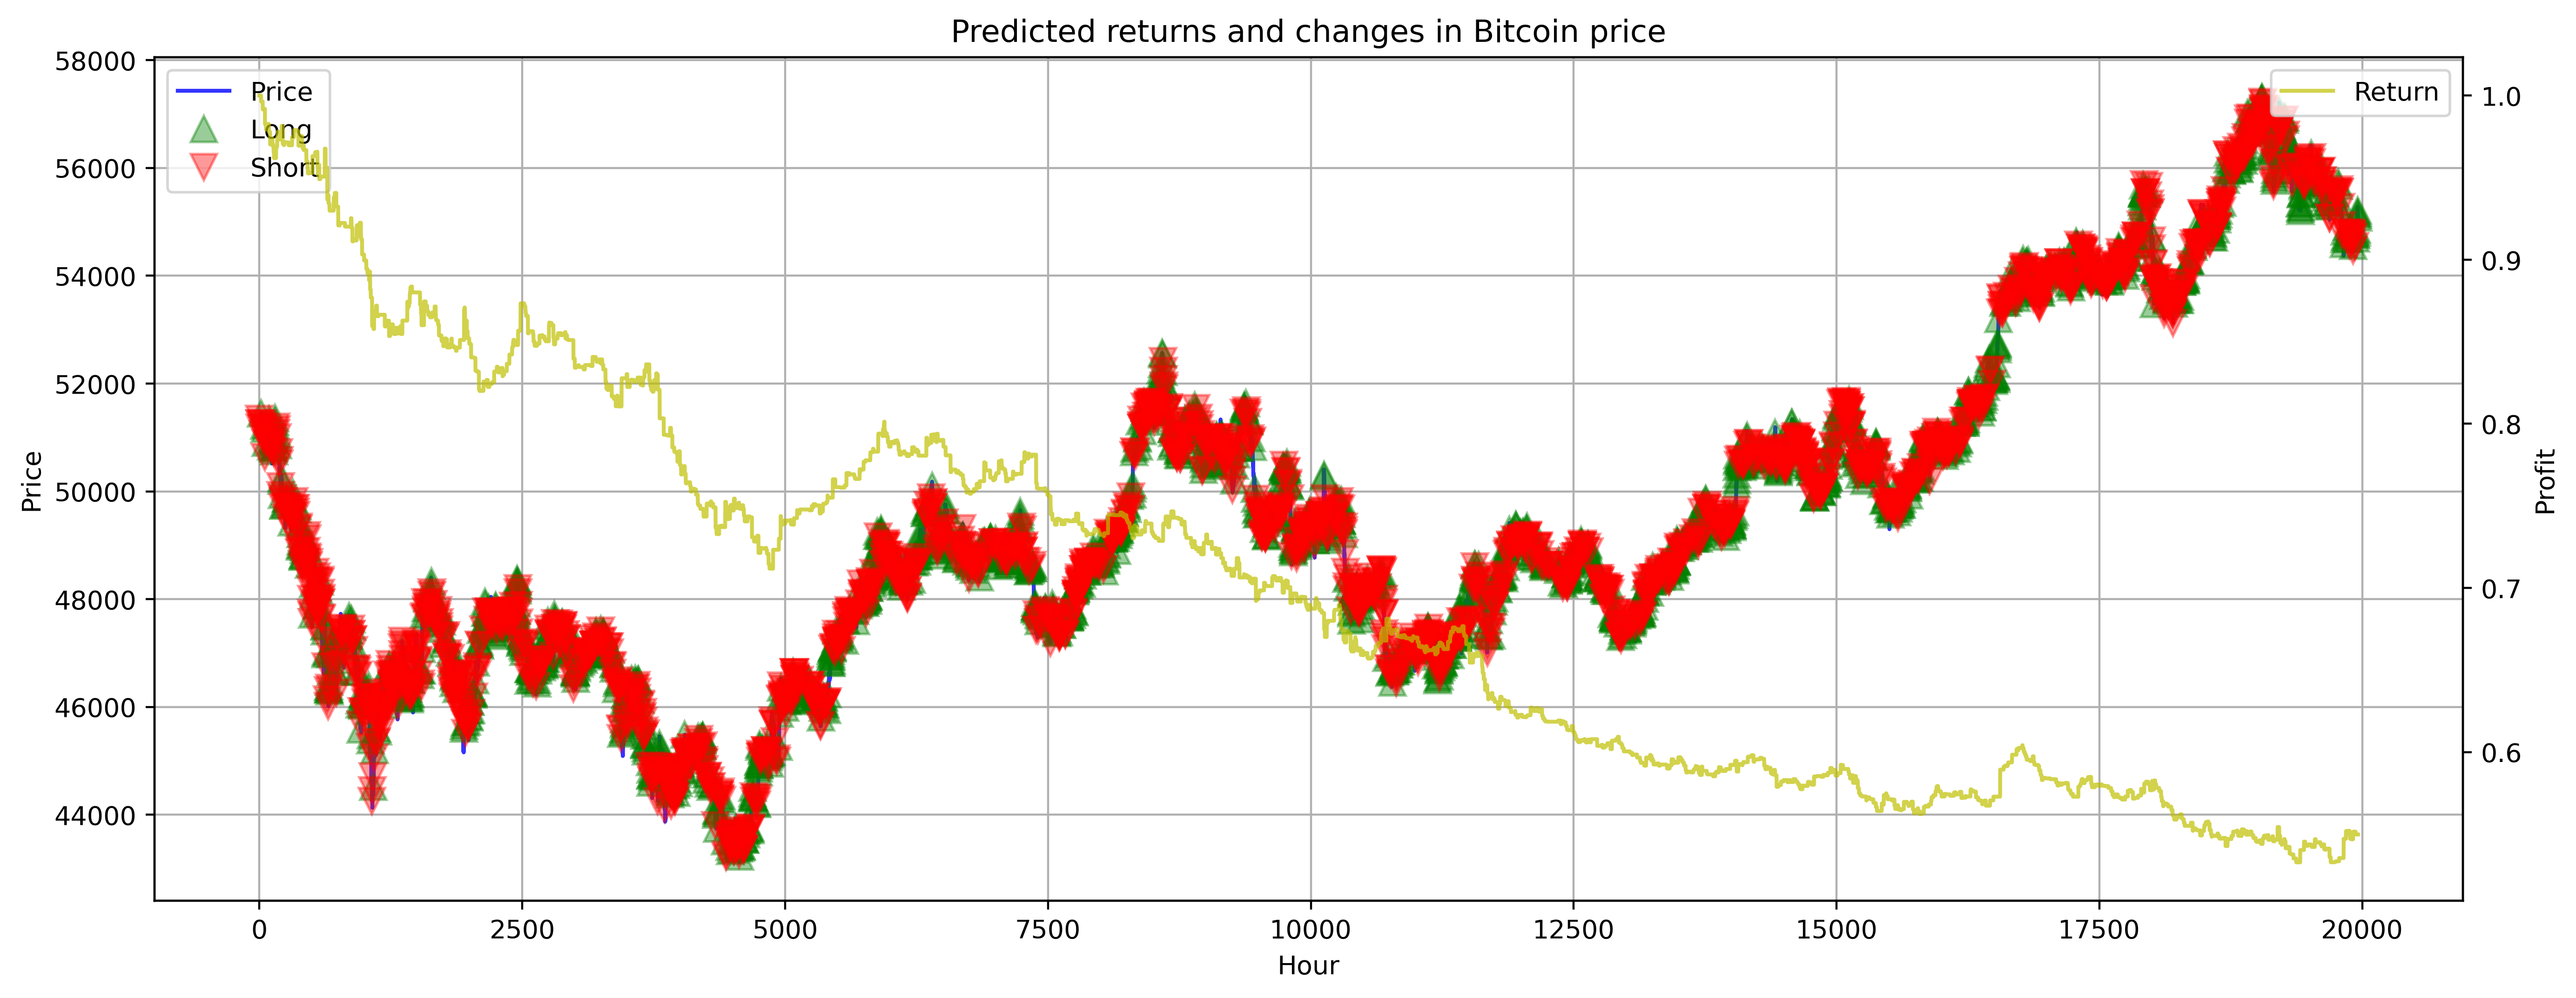 Predicted returns and changes in Bitcoin price
58000
56000
54000
52000
50000
48000
46000
44000
Price
Price
Long
Short
Return
1.0
0.9
0.8
0.7
0.6
Profit
0 2500 5000 7500 10000 12500 15000 17500 20000
Hour